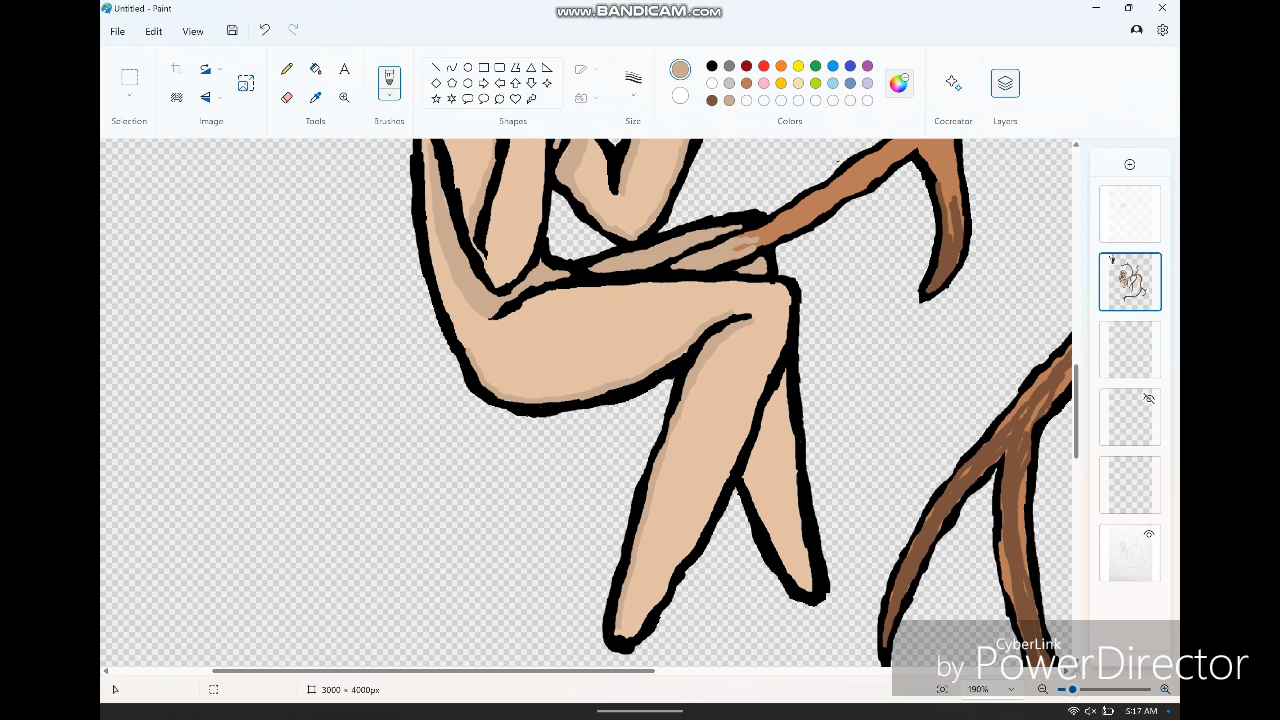 www.BANDICAM.com
Untitled - Paint
File Edit View
Selection Image Tools Brushes Shapes Size Colors Cocreator Layers
CyberLink
by PowerDirector
3000 × 4000px
190%
5:17 AM